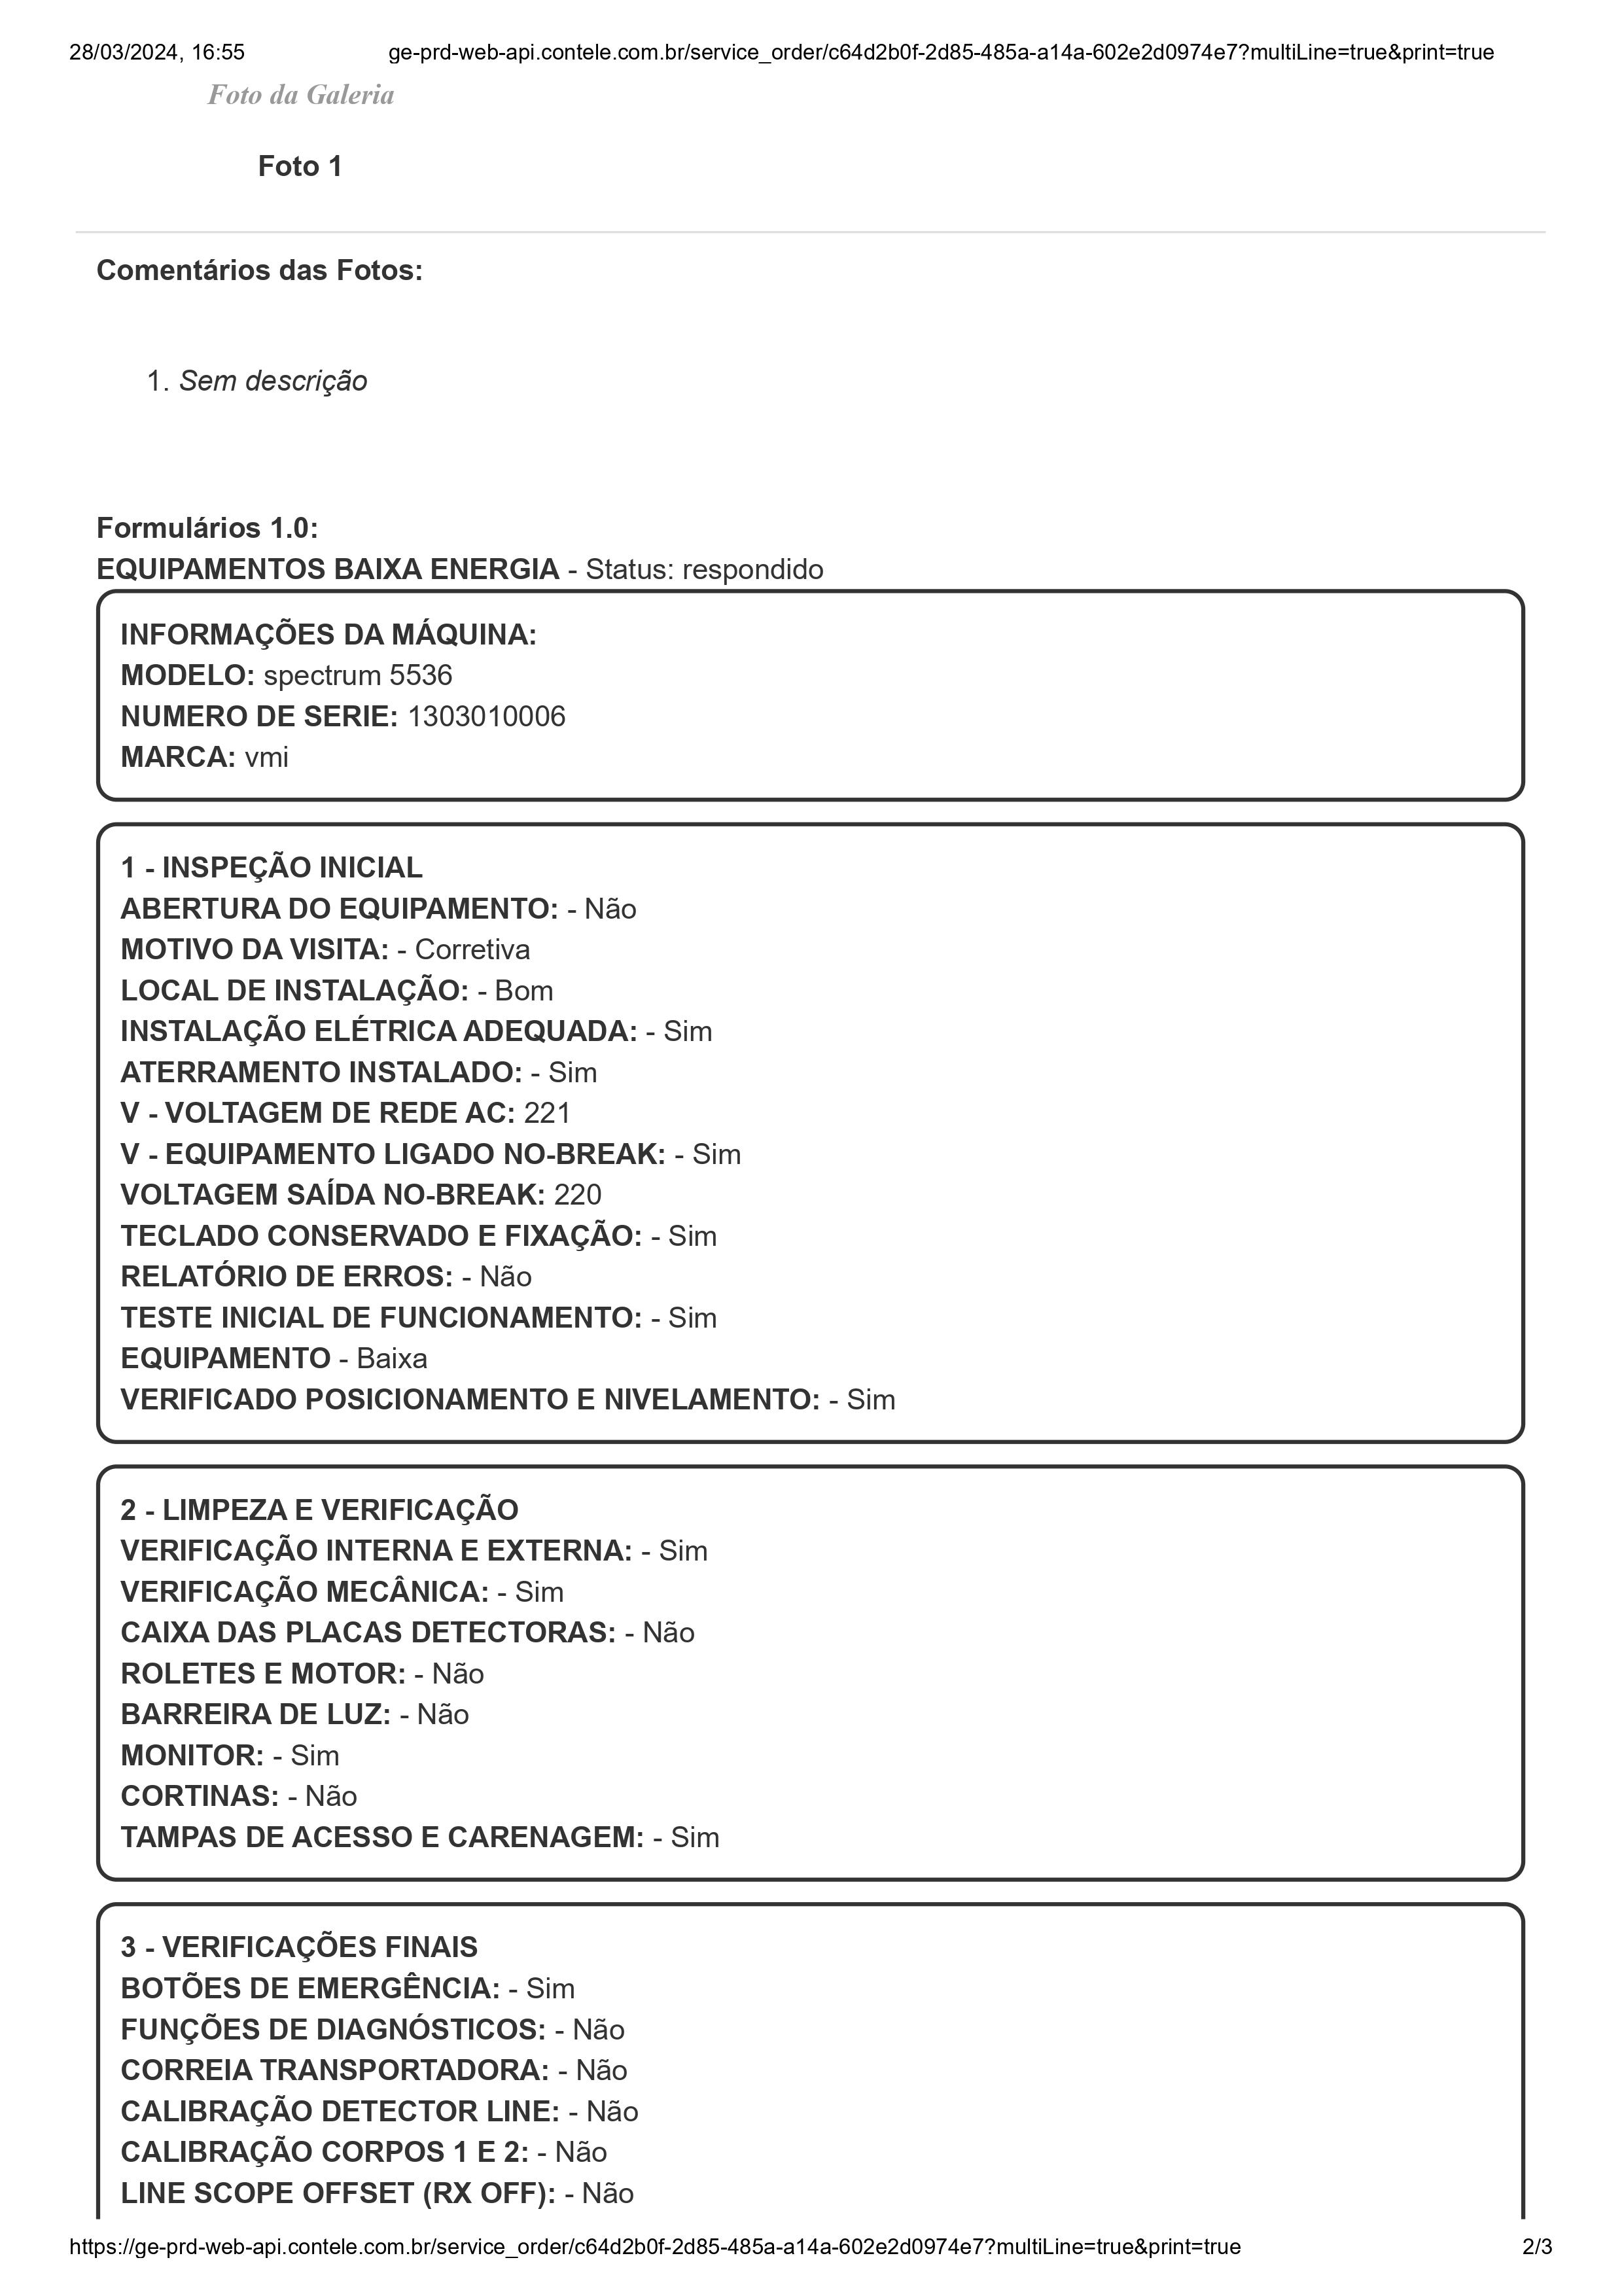 28/03/2024, 16:55 ge-prd-web-api.contele.com.br/service_order/c64d2b0f-2d85-485a-a14a-602e2d0974e7?multiLine=true&print=true
Foto da Galeria
Foto 1
Comentários das Fotos:
1. Sem descrição
Formulários 1.0:
EQUIPAMENTOS BAIXA ENERGIA - Status: respondido
INFORMAÇÕES DA MÁQUINA:
MODELO: spectrum 5536
NUMERO DE SERIE: 1303010006
MARCA: vmi
1 - INSPEÇÃO INICIAL
ABERTURA DO EQUIPAMENTO: - Não
MOTIVO DA VISITA: - Corretiva
LOCAL DE INSTALAÇÃO: - Bom
INSTALAÇÃO ELÉTRICA ADEQUADA: - Sim
ATERRAMENTO INSTALADO: - Sim
V - VOLTAGEM DE REDE AC: 221
V - EQUIPAMENTO LIGADO NO-BREAK: - Sim
VOLTAGEM SAÍDA NO-BREAK: 220
TECLADO CONSERVADO E FIXAÇÃO: - Sim
RELATÓRIO DE ERROS: - Não
TESTE INICIAL DE FUNCIONAMENTO: - Sim
EQUIPAMENTO - Baixa
VERIFICADO POSICIONAMENTO E NIVELAMENTO: - Sim
2 - LIMPEZA E VERIFICAÇÃO
VERIFICAÇÃO INTERNA E EXTERNA: - Sim
VERIFICAÇÃO MECÂNICA: - Sim
CAIXA DAS PLACAS DETECTORAS: - Não
ROLETES E MOTOR: - Não
BARREIRA DE LUZ: - Não
MONITOR: - Sim
CORTINAS: - Não
TAMPAS DE ACESSO E CARENAGEM: - Sim
3 - VERIFICAÇÕES FINAIS
BOTÕES DE EMERGÊNCIA: - Sim
FUNÇÕES DE DIAGNÓSTICOS: - Não
CORREIA TRANSPORTADORA: - Não
CALIBRAÇÃO DETECTOR LINE: - Não
CALIBRAÇÃO CORPOS 1 E 2: - Não
LINE SCOPE OFFSET (RX OFF): - Não
https://ge-prd-web-api.contele.com.br/service_order/c64d2b0f-2d85-485a-a14a-602e2d0974e7?multiLine=true&print=true 2/3